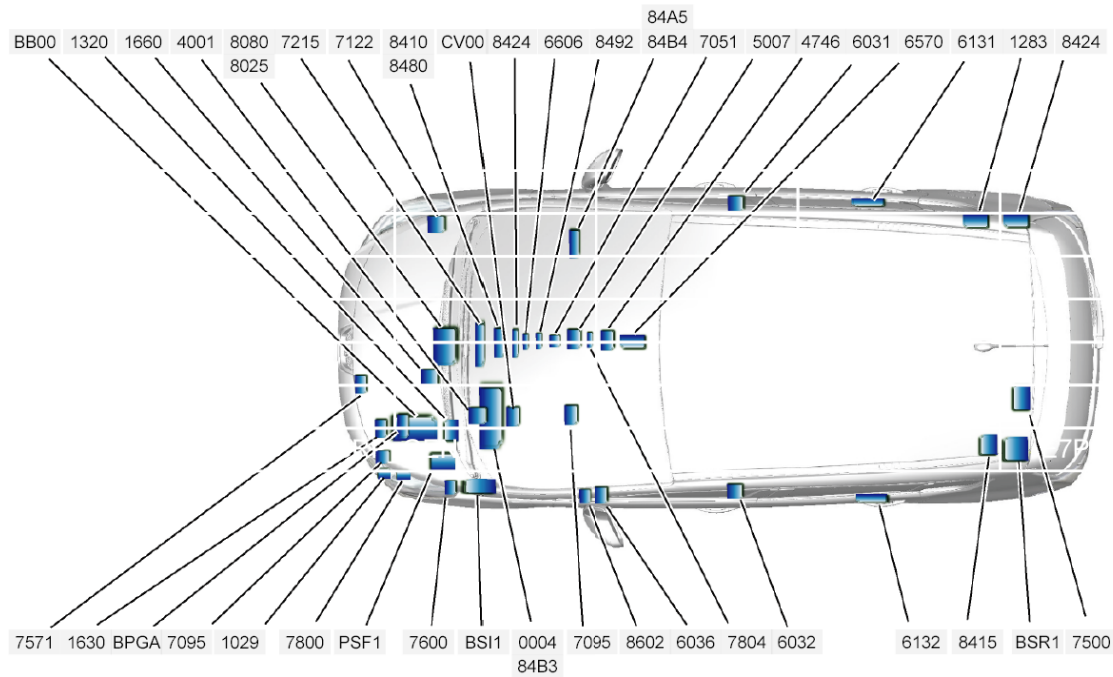 84A5
BB00 1320 1660 4001 8080 7215 7122 8410 CV00 8424 6606 8492 84B4 7051 5007 4746 6031 6570 6131 1283 8424
8025 8480
7P
7571 1630 BPGA 7095 1029 7800 PSF1 7600 BSI1 0004 7095 8602 6036 7804 6032 6132 8415 BSR1 7500
84B3